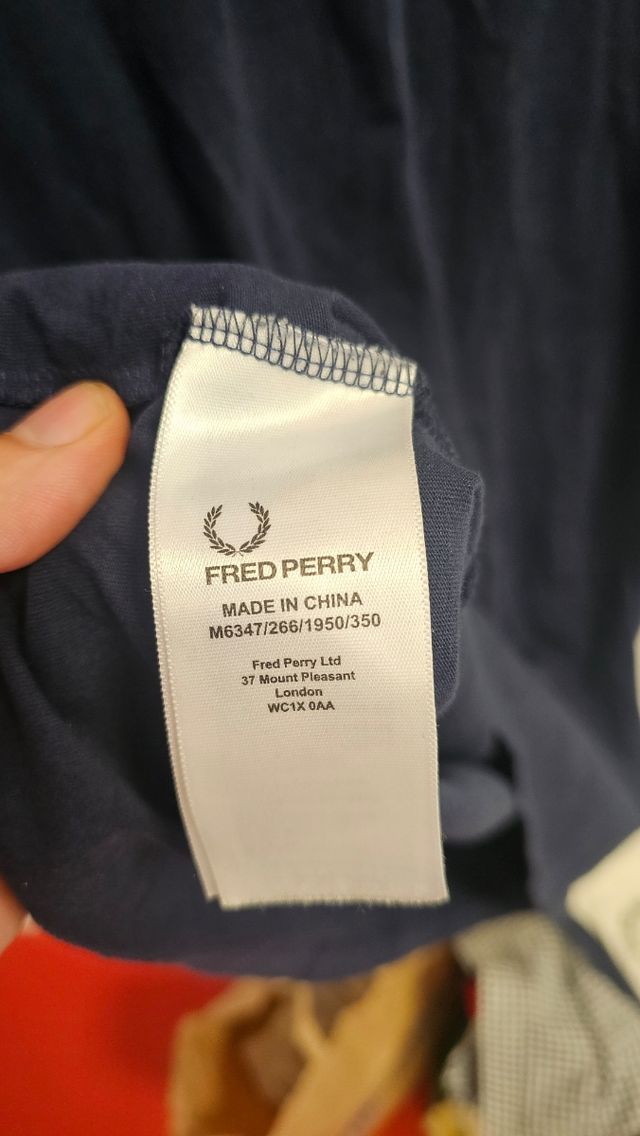 FRED PERRY
MADE IN CHINA
M6347/266/1950/350
Fred Perry Ltd
37 Mount Pleasant
London
WC1X 0AA